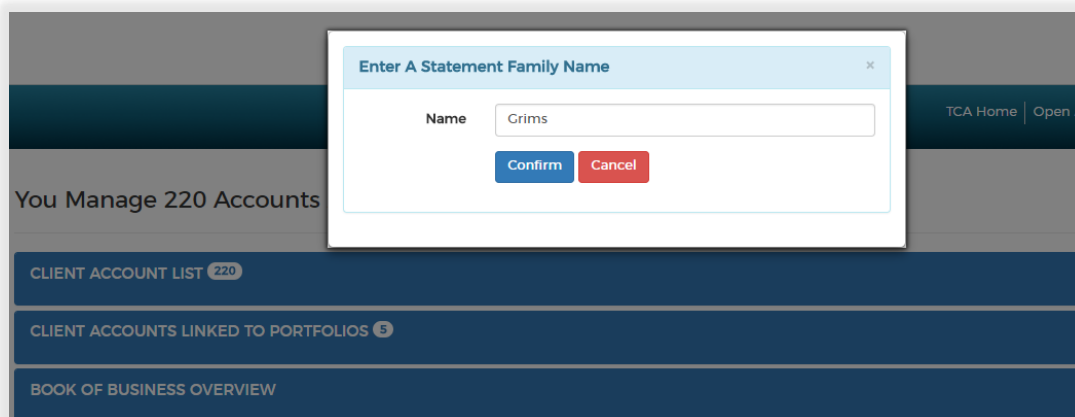 Enter A Statement Family Name ×
Name Grims
Confirm Cancel
TCA Home | Open
You Manage 220 Accounts
CLIENT ACCOUNT LIST 220
CLIENT ACCOUNTS LINKED TO PORTFOLIOS 5
BOOK OF BUSINESS OVERVIEW